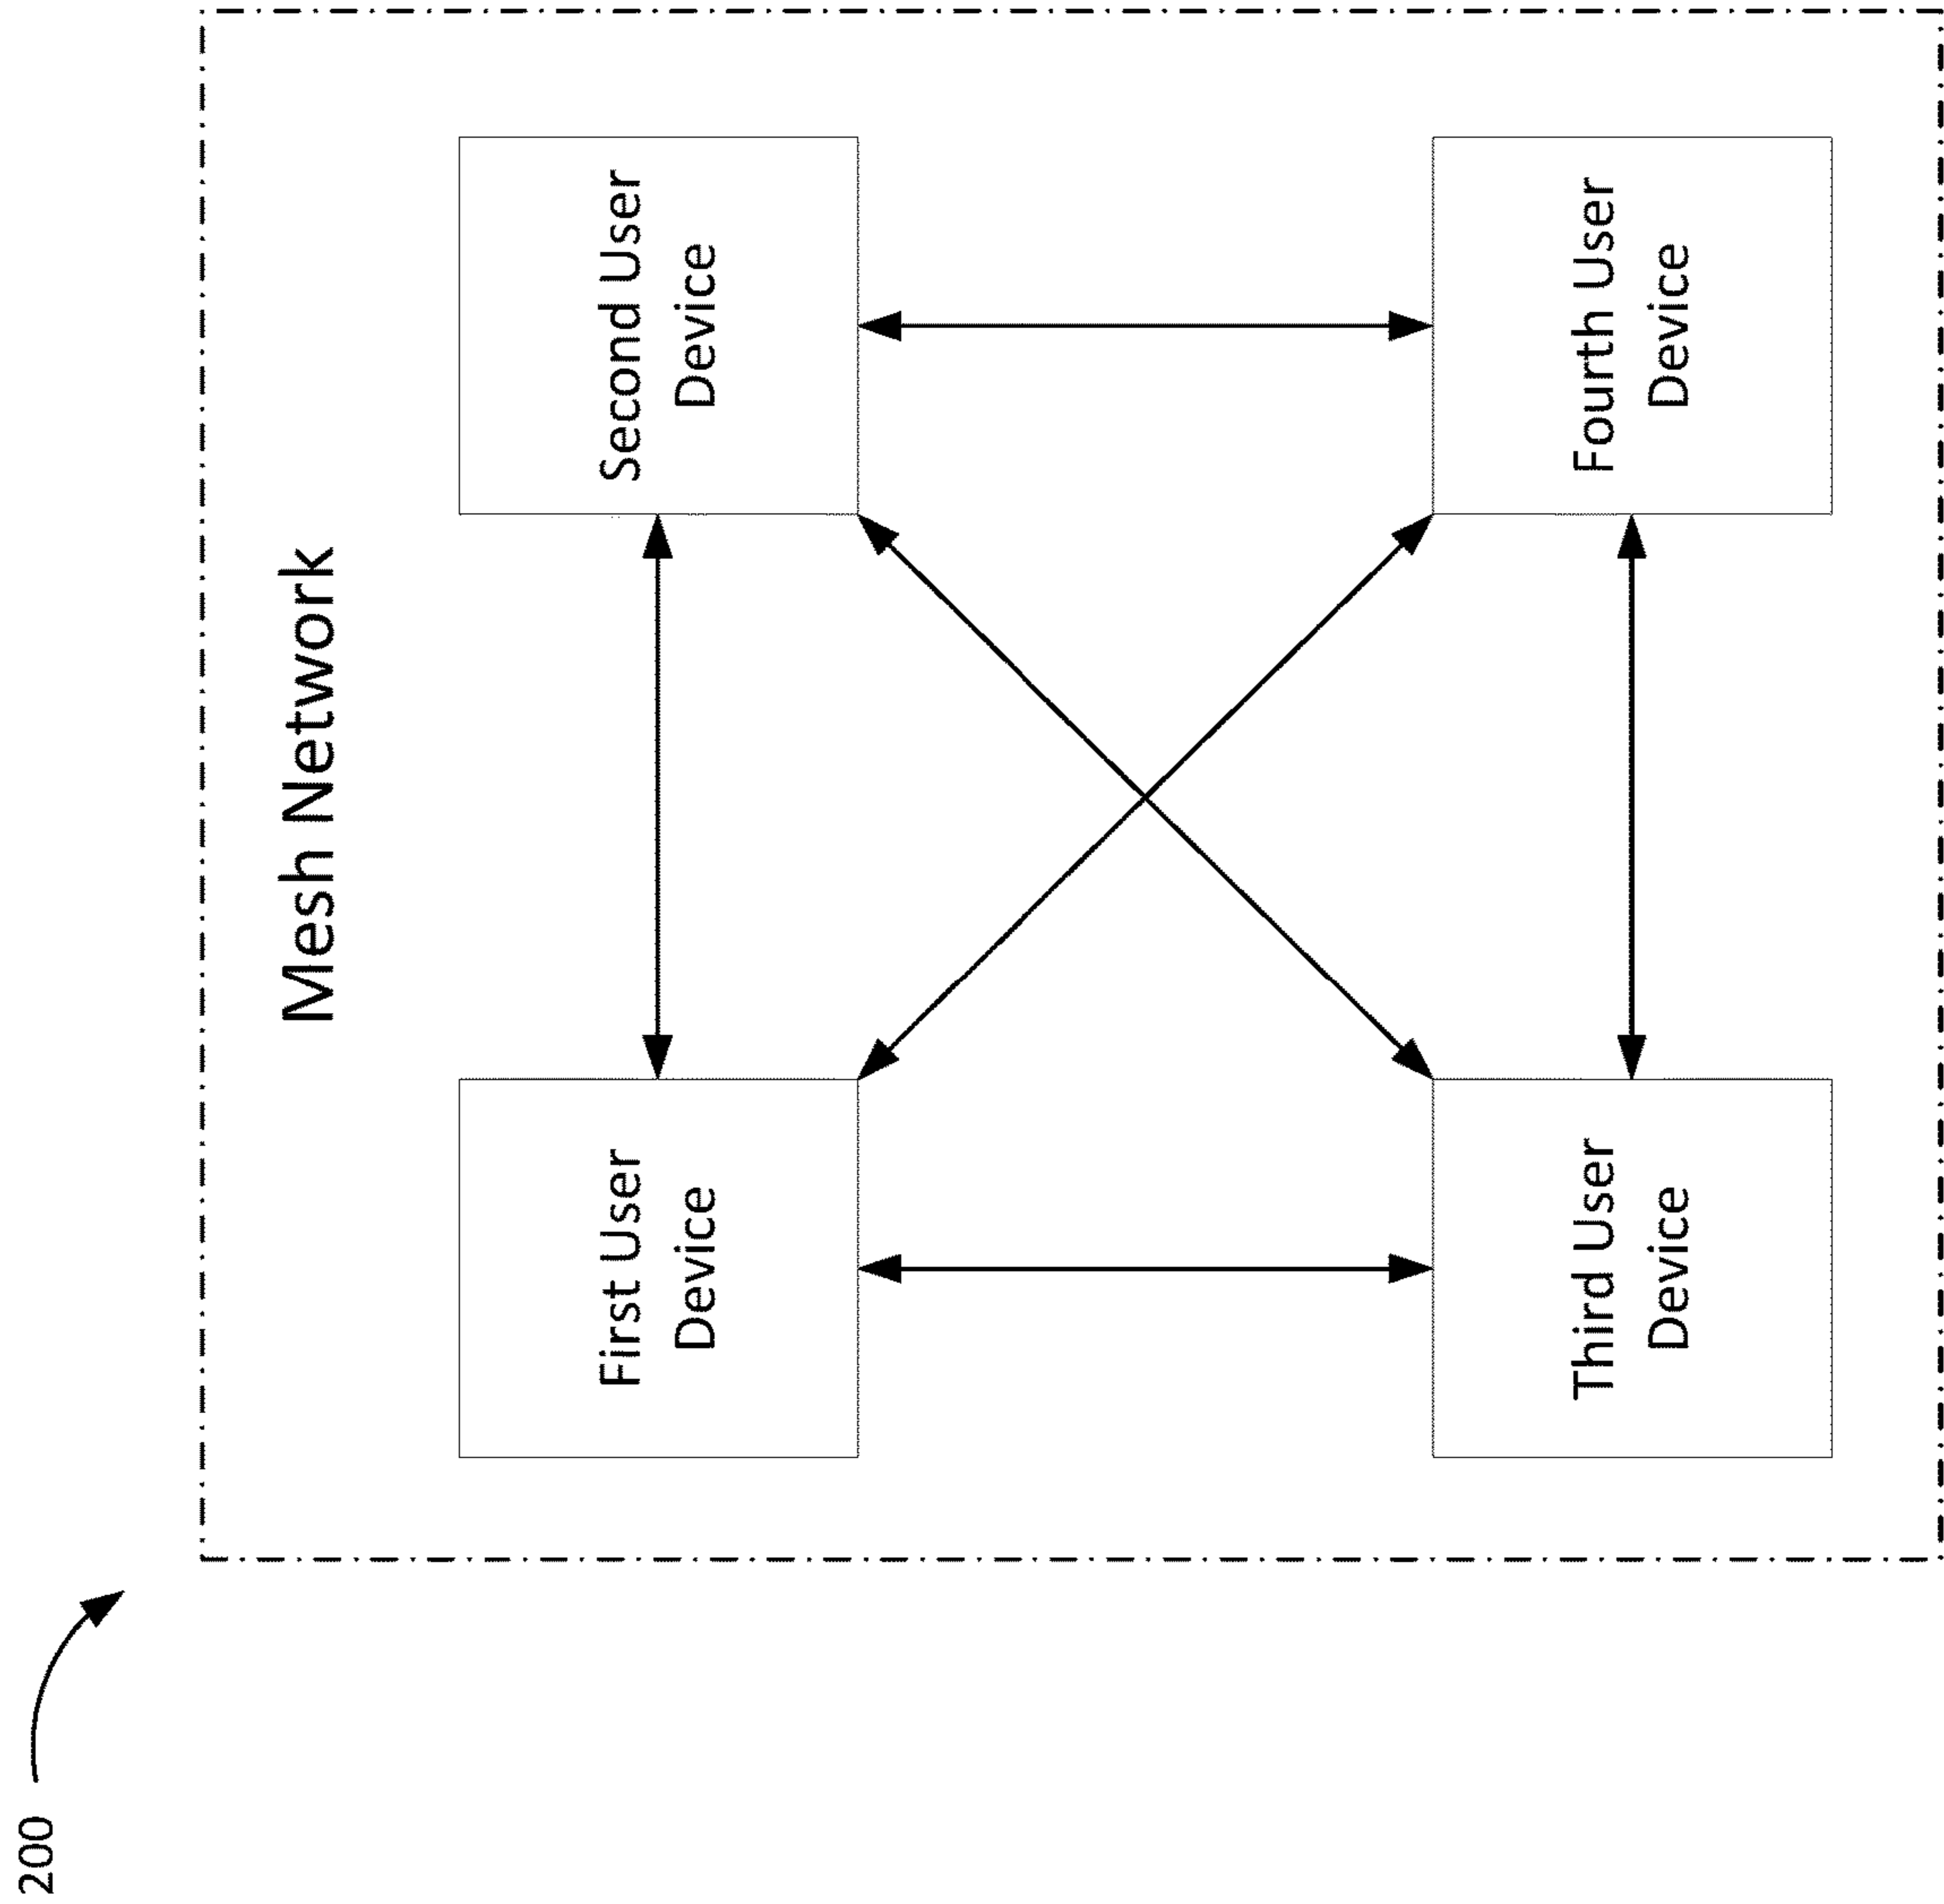 200
Mesh Network
First User
Device
Second User
Device
Third User
Device
Fourth User
Device